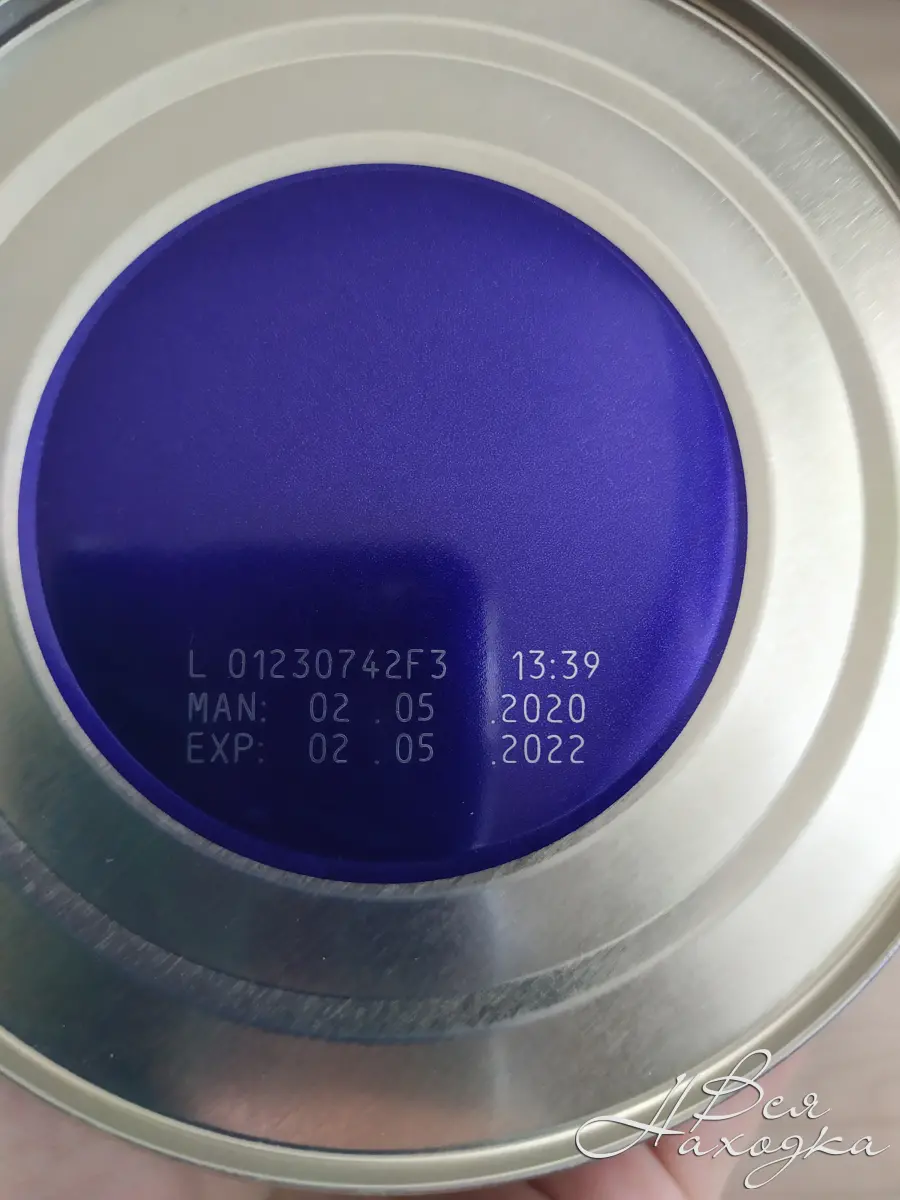 L 01230742F3 13:39
MAN: 02 .05 .2020
EXP: 02 .05 .2022
Вся
Находка